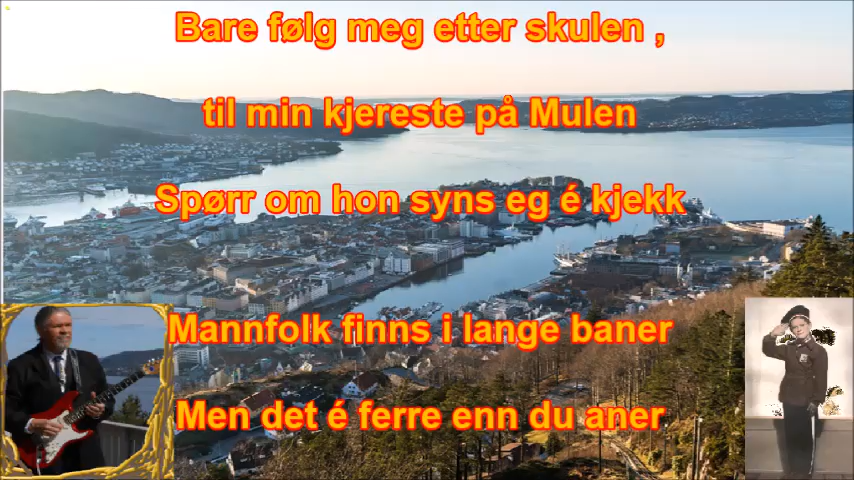 Bare følg meg etter skulen ,
til min kjereste på Mulen
Spørr om hon syns eg é kjekk
Mannfolk finns i lange baner
Men det é ferre enn du aner